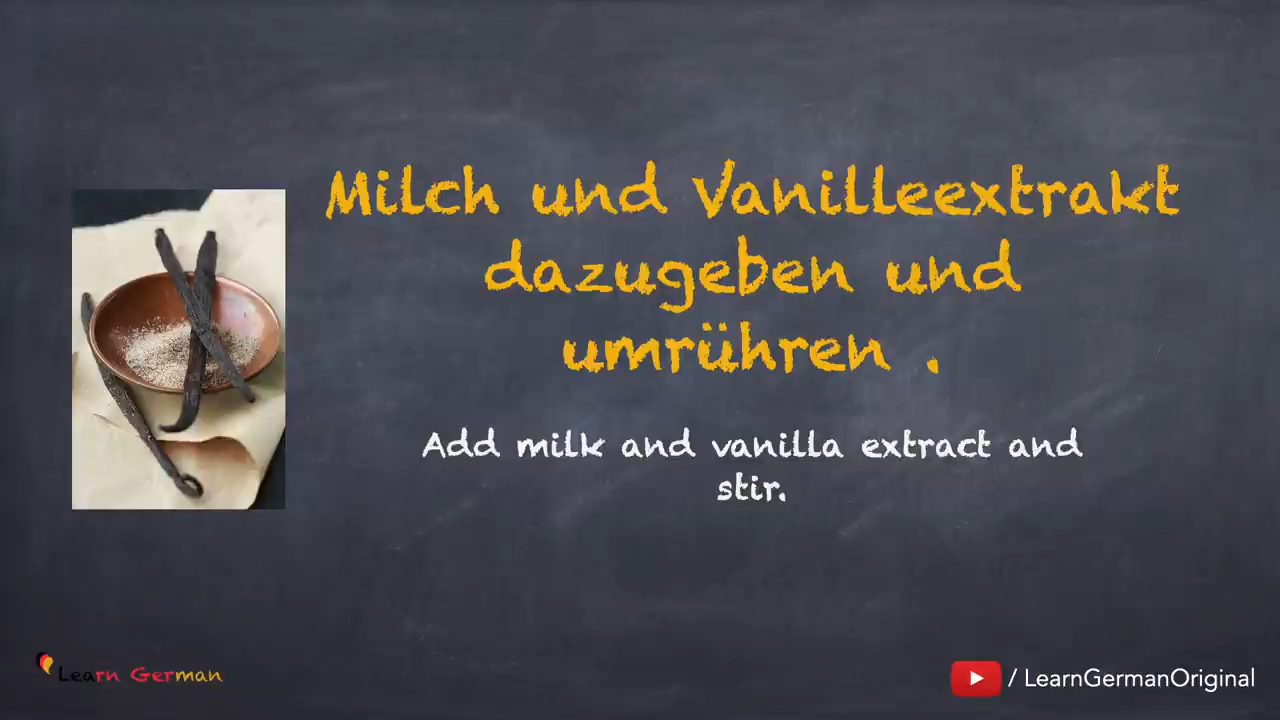 Milch und Vanilleextrakt
dazugeben und
umrühren .
Add milk and vanilla extract and
stir.
Learn German
/ LearnGermanOriginal